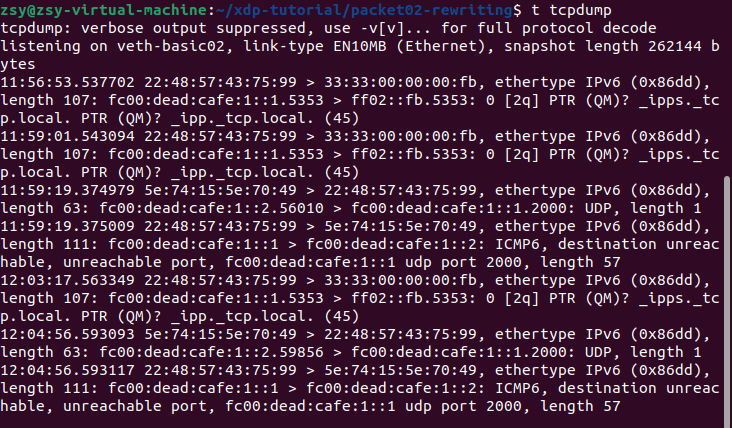 zsy@zsy-virtual-machine:~/xdp-tutorial/packet02-rewriting$ t tcpdump
tcpdump: verbose output suppressed, use -v[v]... for full protocol decode
listening on veth-basic02, link-type EN10MB (Ethernet), snapshot length 262144 b
ytes
11:56:53.537702 22:48:57:43:75:99 > 33:33:00:00:00:fb, ethertype IPv6 (0x86dd),
length 107: fc00:dead:cafe:1::1.5353 > ff02::fb.5353: 0 [2q] PTR (QM)? _ipps._tc
p.local. PTR (QM)? _ipp._tcp.local. (45)
11:59:01.543094 22:48:57:43:75:99 > 33:33:00:00:00:fb, ethertype IPv6 (0x86dd),
length 107: fc00:dead:cafe:1::1.5353 > ff02::fb.5353: 0 [2q] PTR (QM)? _ipps._tc
p.local. PTR (QM)? _ipp._tcp.local. (45)
11:59:19.374979 5e:74:15:5e:70:49 > 22:48:57:43:75:99, ethertype IPv6 (0x86dd),
length 63: fc00:dead:cafe:1::2.56010 > fc00:dead:cafe:1::1.2000: UDP, length 1
11:59:19.375009 22:48:57:43:75:99 > 5e:74:15:5e:70:49, ethertype IPv6 (0x86dd),
length 111: fc00:dead:cafe:1::1 > fc00:dead:cafe:1::2: ICMP6, destination unreac
hable, unreachable port, fc00:dead:cafe:1::1 udp port 2000, length 57
12:03:17.563349 22:48:57:43:75:99 > 33:33:00:00:00:fb, ethertype IPv6 (0x86dd),
length 107: fc00:dead:cafe:1::1.5353 > ff02::fb.5353: 0 [2q] PTR (QM)? _ipps._tc
p.local. PTR (QM)? _ipp._tcp.local. (45)
12:04:56.593093 5e:74:15:5e:70:49 > 22:48:57:43:75:99, ethertype IPv6 (0x86dd),
length 63: fc00:dead:cafe:1::2.59856 > fc00:dead:cafe:1::1.2000: UDP, length 1
12:04:56.593117 22:48:57:43:75:99 > 5e:74:15:5e:70:49, ethertype IPv6 (0x86dd),
length 111: fc00:dead:cafe:1::1 > fc00:dead:cafe:1::2: ICMP6, destination unreac
hable, unreachable port, fc00:dead:cafe:1::1 udp port 2000, length 57